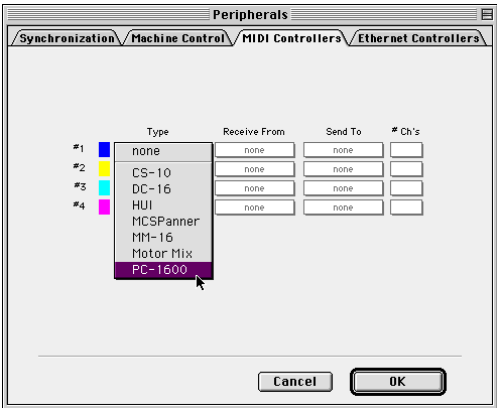 Peripherals
Synchronization Machine Control MIDI Controllers Ethernet Controllers
Type Receive From Send To # Ch's
#1 none none none
#2 CS-10 none none
#3 DC-16 none none
#4 HUI none none
MCSPanner
MM-16
Motor Mix
PC-1600
Cancel OK